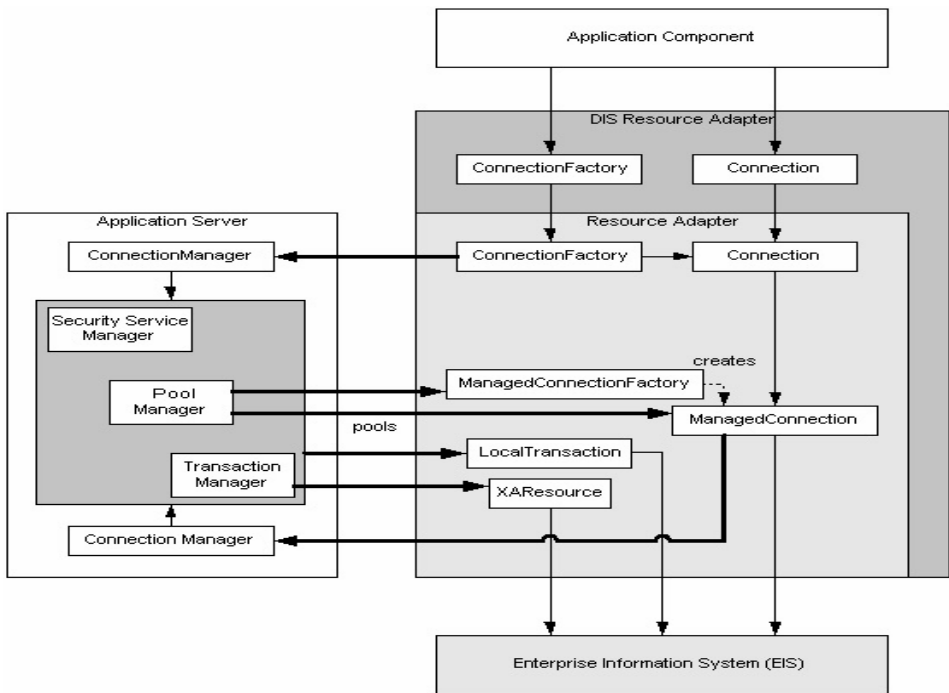 Application Component
DIS Resource Adapter
ConnectionFactory
Connection
Application Server
Resource Adapter
ConnectionManager
ConnectionFactory
Connection
Security Service
Manager
creates
ManagedConnectionFactory
Pool
Manager
pools
ManagedConnection
LocalTransaction
Transaction
Manager
XAResource
Connection Manager
Enterprise Information System (EIS)